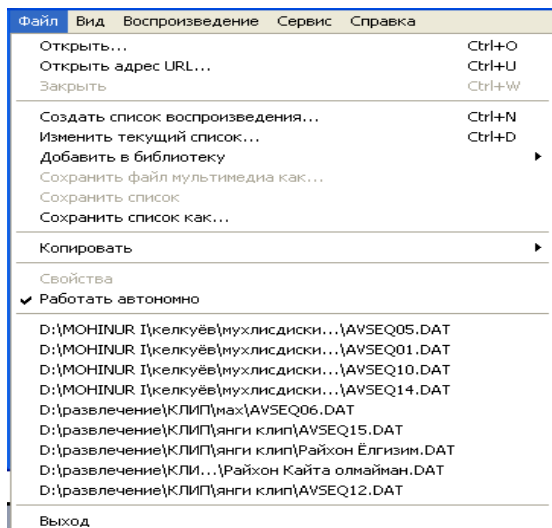 Файл Вид Воспроизведение Сервис Справка
Открыть... Ctrl+O
Открыть адрес URL... Ctrl+U
Закрыть Ctrl+W
Создать список воспроизведения... Ctrl+N
Изменить текущий список... Ctrl+D
Добавить в библиотеку
Сохранить файл мультимедиа как...
Сохранить список
Сохранить список как...
Копировать
Свойства
Работать автономно
D:\MOHINUR I\келкуёв\мухлисдиски...\AVSEQ05.DAT
D:\MOHINUR I\келкуёв\мухлисдиски...\AVSEQ01.DAT
D:\MOHINUR I\келкуёв\мухлисдиски...\AVSEQ10.DAT
D:\MOHINUR I\келкуёв\мухлисдиски...\AVSEQ14.DAT
D:\развлечение\КЛИП\мах\AVSEQ06.DAT
D:\развлечение\КЛИП\янги клип\AVSEQ15.DAT
D:\развлечение\КЛИП\янги клип\Райхон Ёлгизим.DAT
D:\развлечение\КЛИ...\Райхон Кайта олмайман.DAT
D:\развлечение\КЛИП\янги клип\AVSEQ12.DAT
Выход